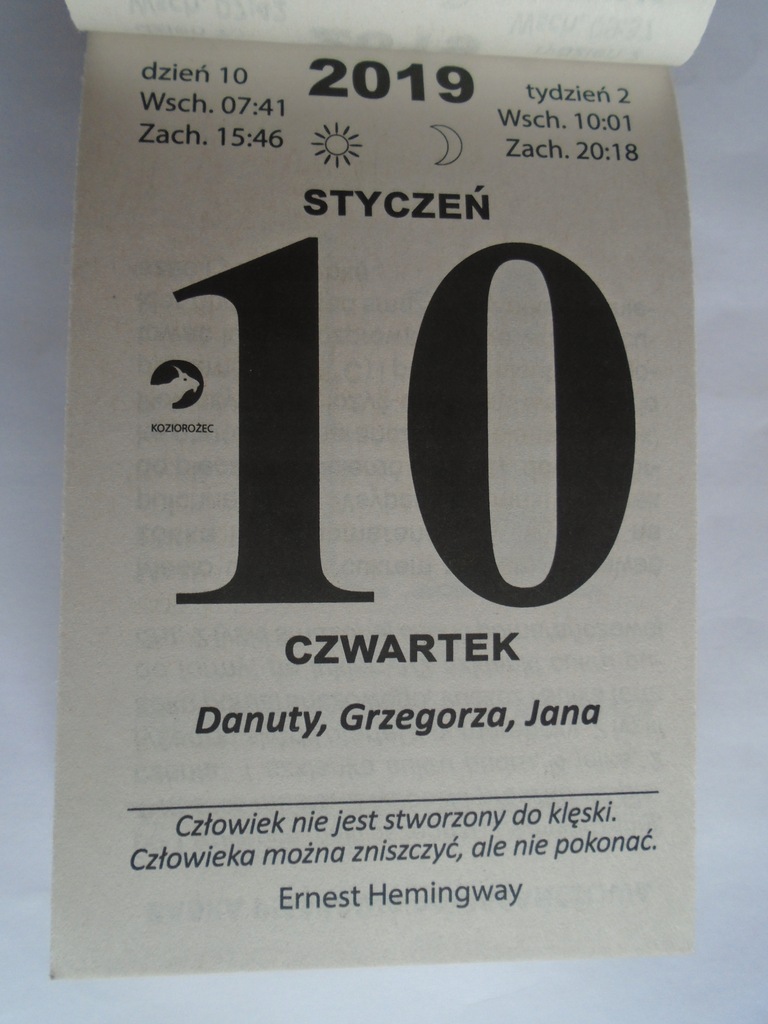 dzień 10
Wsch. 07:41
Zach. 15:46
2019
tydzień 2
Wsch. 10:01
Zach. 20:18
STYCZEŃ
10
KOZIOROŻEC
CZWARTEK
Danuty, Grzegorza, Jana
Człowiek nie jest stworzony do klęski.
Człowieka można zniszczyć, ale nie pokonać.
Ernest Hemingway